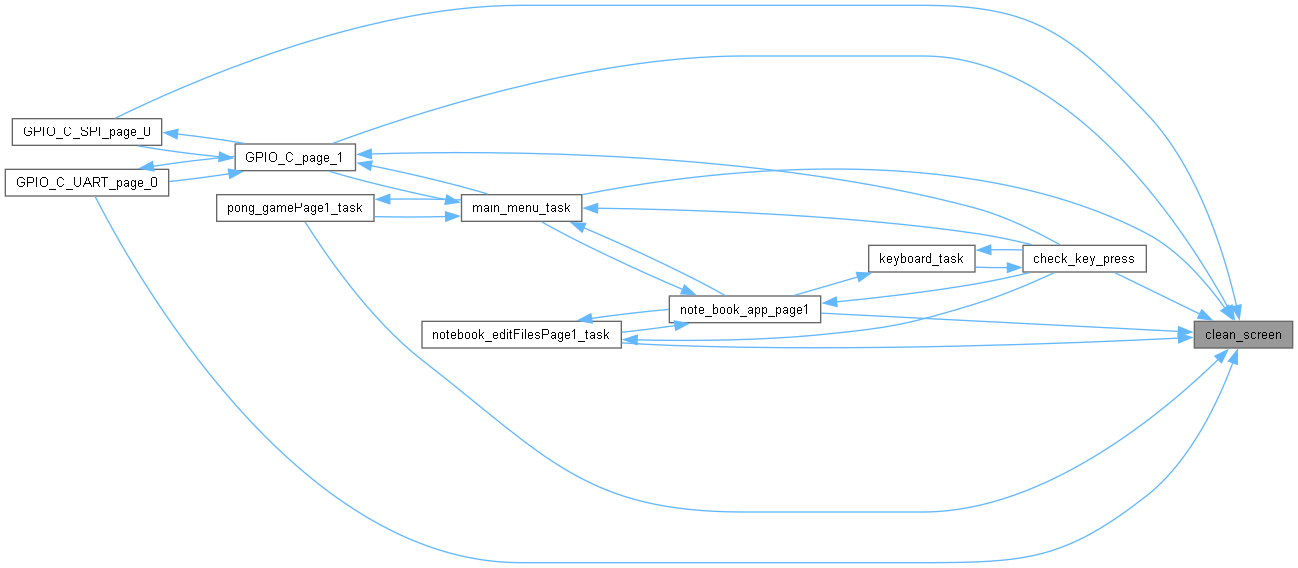 GPIO_C_SPI_page_0
GPIO_C_page_1
GPIO_C_UART_page_0
pong_gamePage1_task
main_menu_task
keyboard_task
check_key_press
note_book_app_page1
notebook_editFilesPage1_task
clean_screen